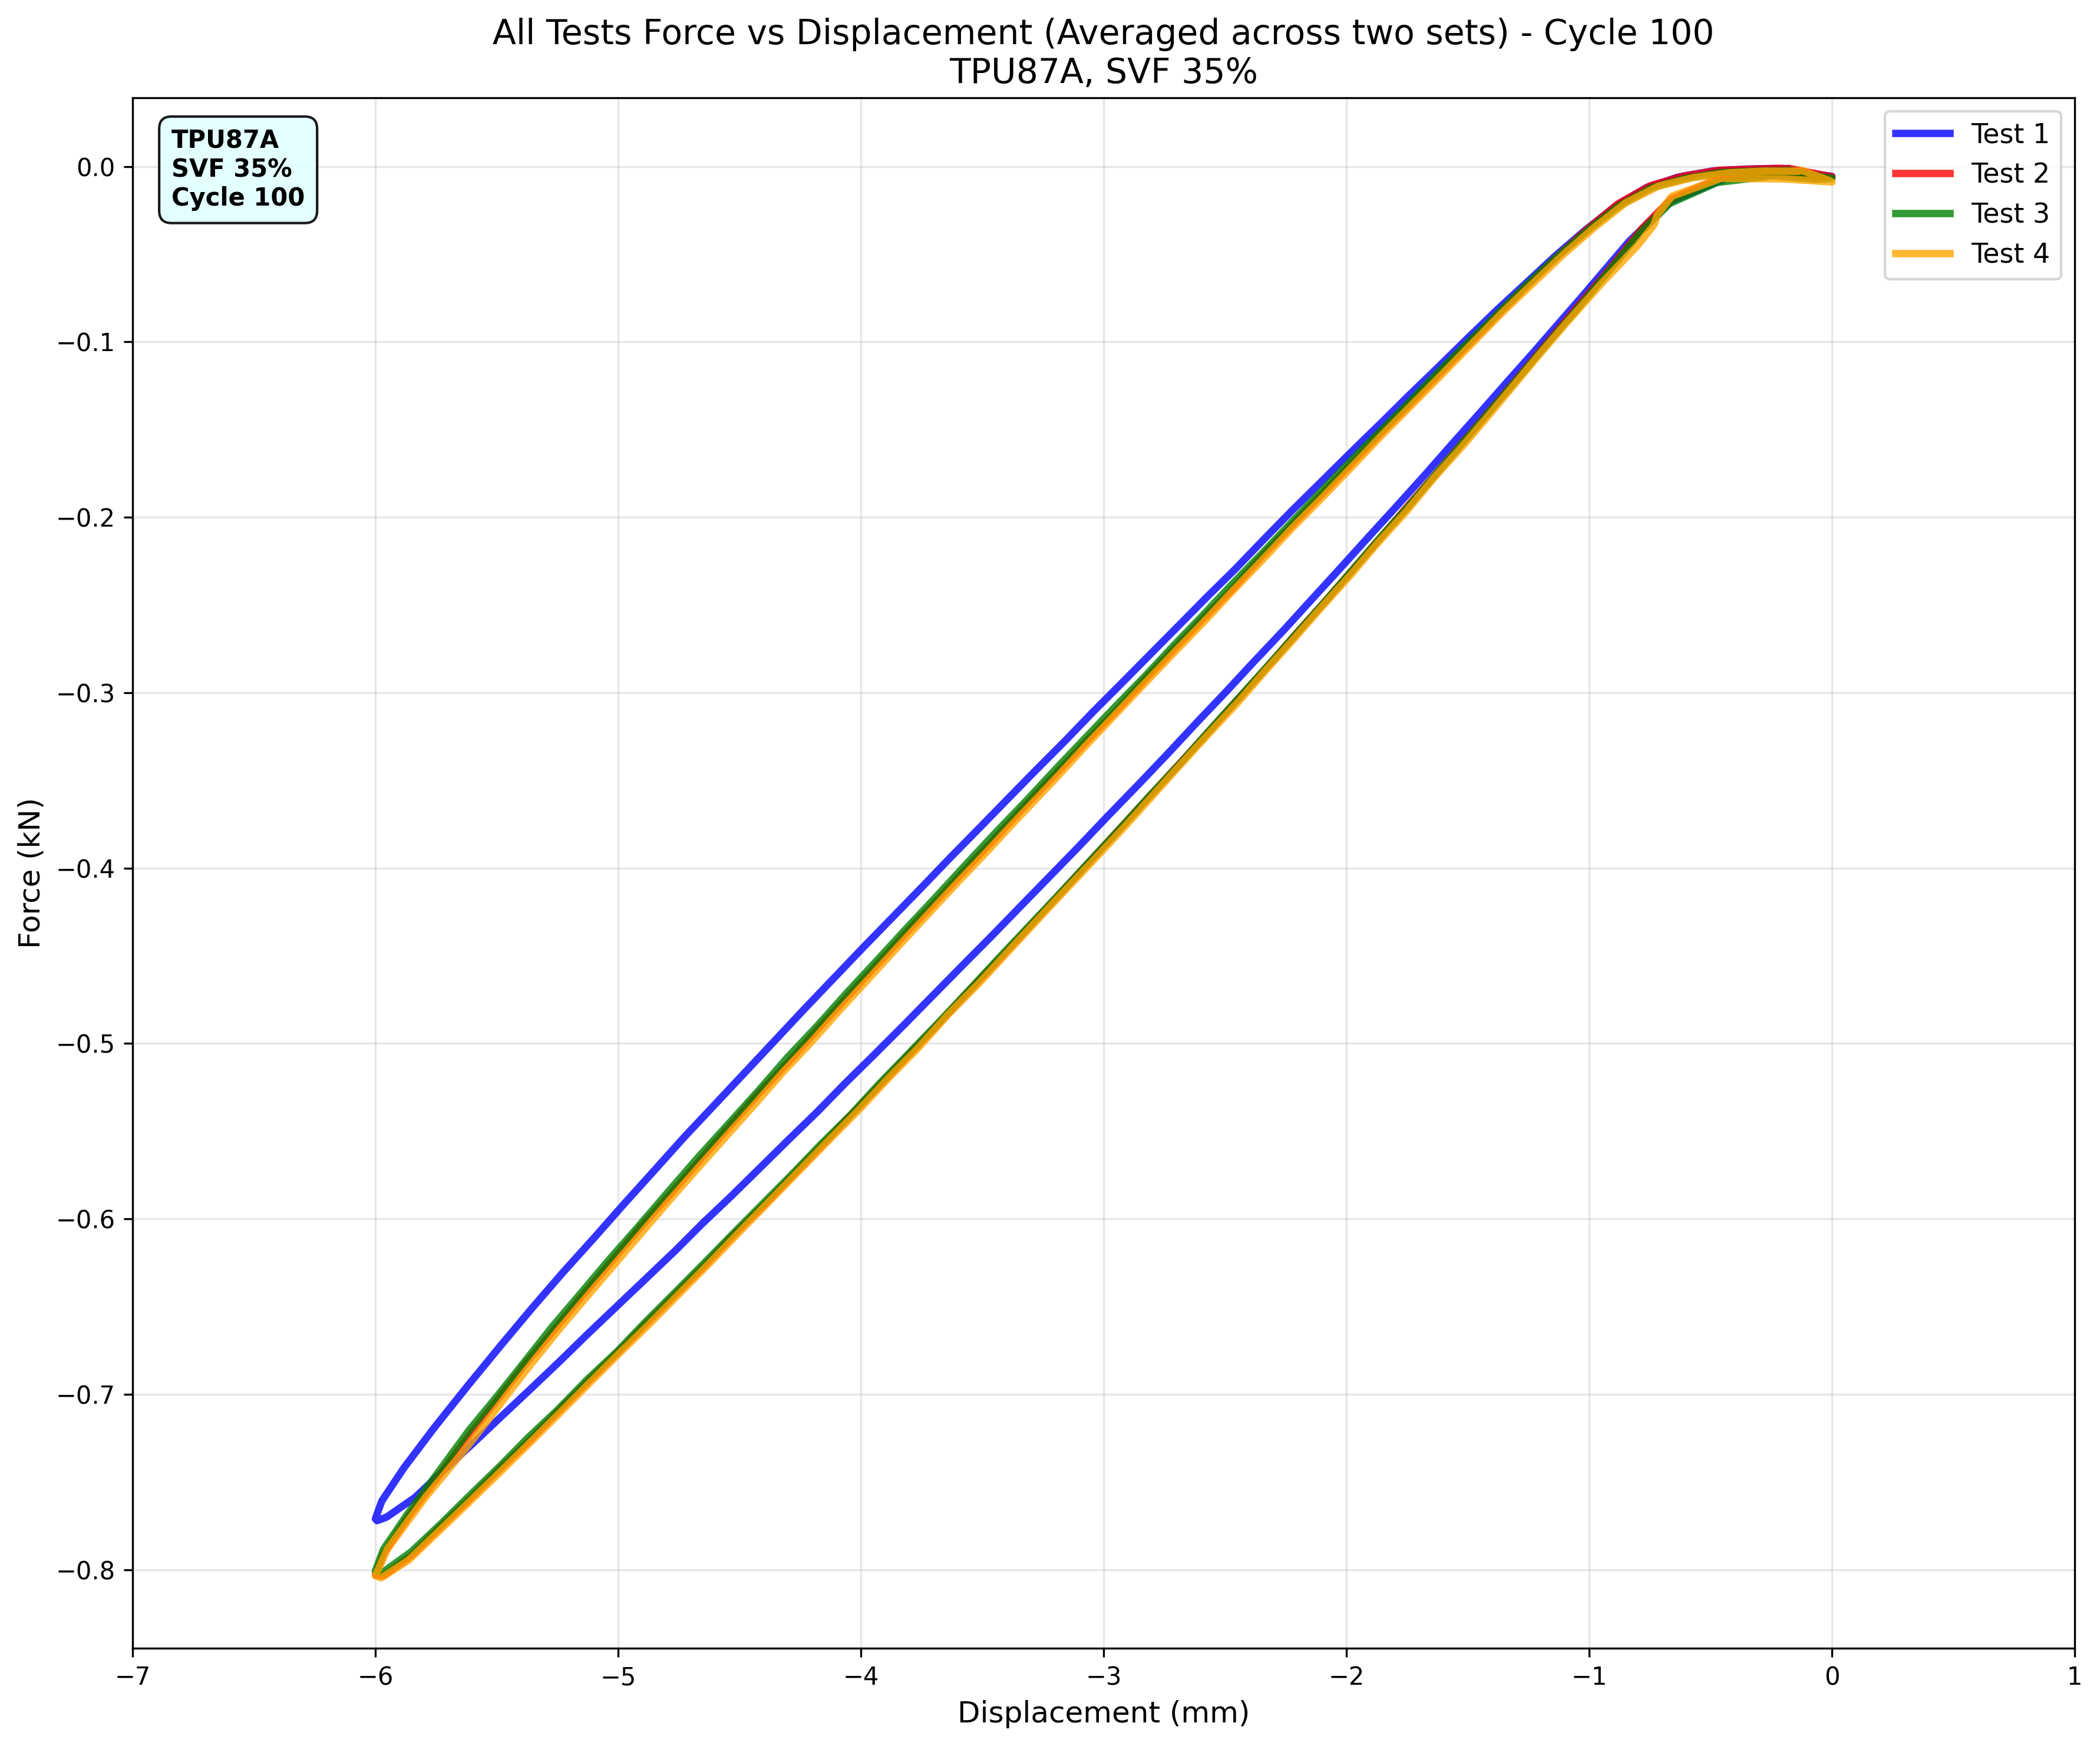 All Tests Force vs Displacement (Averaged across two sets) - Cycle 100
TPU87A, SVF 35%
TPU87A
SVF 35%
Cycle 100
Test 1
Test 2
Test 3
Test 4
0.0
−0.1
−0.2
−0.3
−0.4
−0.5
−0.6
−0.7
−0.8
Force (kN)
−7 −6 −5 −4 −3 −2 −1 0 1
Displacement (mm)